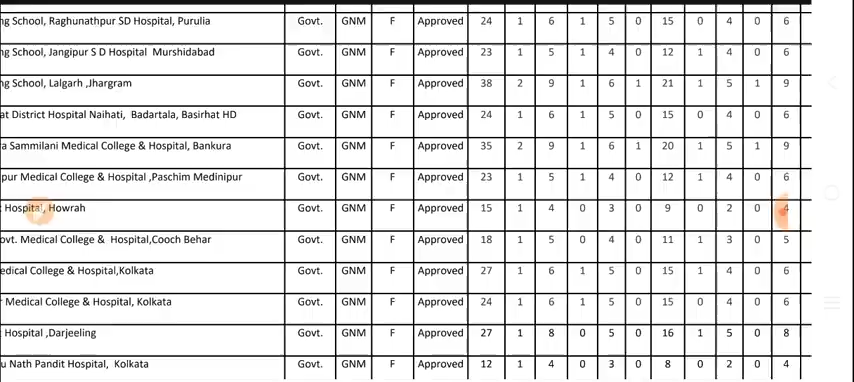 ng School, Raghunathpur SD Hospital, Purulia Govt. GNM F Approved 24 1 6 1 5 0 15 0 4 0 6
ng School, Jangipur S D Hospital Murshidabad Govt. GNM F Approved 23 1 5 1 4 0 12 1 4 0 6
ng School, Lalgarh ,Jhargram Govt. GNM F Approved 38 2 9 1 6 1 21 1 5 1 9
at District Hospital Naihati, Badartala, Basirhat HD Govt. GNM F Approved 24 1 6 1 5 0 15 0 4 0 6
a Sammilani Medical College & Hospital, Bankura Govt. GNM F Approved 35 2 9 1 6 1 20 1 5 1 9
pur Medical College & Hospital ,Paschim Medinipur Govt. GNM F Approved 23 1 5 1 4 0 12 1 4 0 6
t Hospital, Howrah Govt. GNM F Approved 15 1 4 0 3 0 9 0 2 0 4
ovt. Medical College & Hospital,Cooch Behar Govt. GNM F Approved 18 1 5 0 4 0 11 1 3 0 5
edical College & Hospital,Kolkata Govt. GNM F Approved 27 1 6 1 5 0 15 1 4 0 6
r Medical College & Hospital, Kolkata Govt. GNM F Approved 24 1 6 1 5 0 15 0 4 0 6
t Hospital ,Darjeeling Govt. GNM F Approved 27 1 8 0 5 0 16 1 5 0 8
u Nath Pandit Hospital, Kolkata Govt. GNM F Approved 12 1 4 0 3 0 8 0 2 0 4